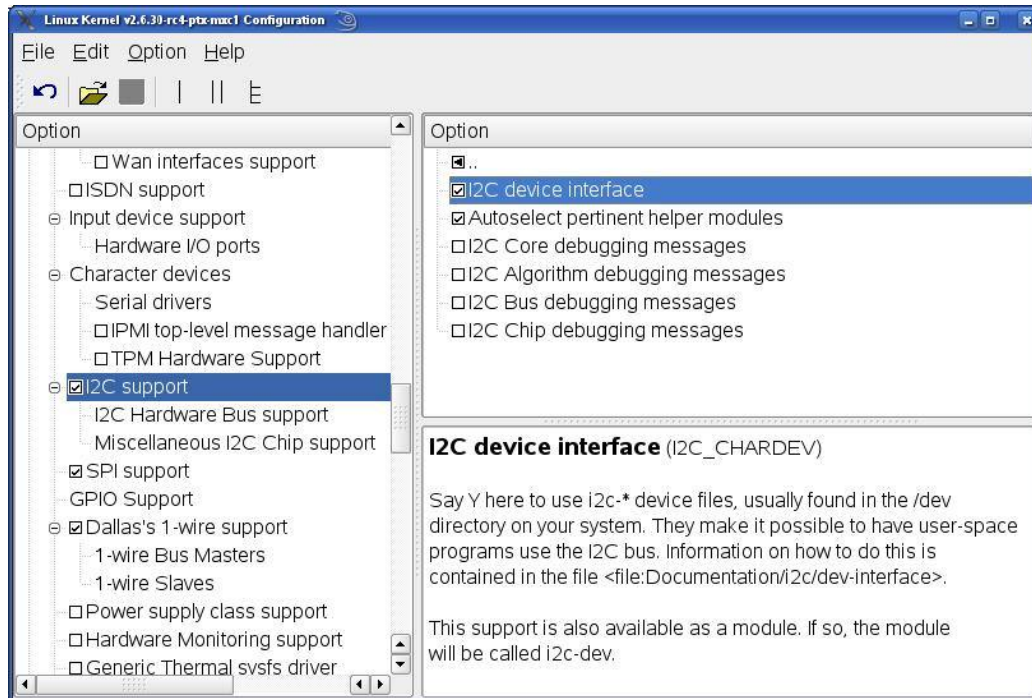 Linux Kernel v2.6.30-rc4-ptx-mxc1 Configuration
File Edit Option Help
Option
Wan interfaces support
ISDN support
Input device support
Hardware I/O ports
Character devices
Serial drivers
IPMI top-level message handler
TPM Hardware Support
I2C support
I2C Hardware Bus support
Miscellaneous I2C Chip support
SPI support
GPIO Support
Dallas's 1-wire support
1-wire Bus Masters
1-wire Slaves
Power supply class support
Hardware Monitoring support
Generic Thermal sysfs driver
Option
..
I2C device interface
Autoselect pertinent helper modules
I2C Core debugging messages
I2C Algorithm debugging messages
I2C Bus debugging messages
I2C Chip debugging messages
I2C device interface (I2C_CHARDEV)
Say Y here to use i2c-* device files, usually found in the /dev
directory on your system. They make it possible to have user-space
programs use the I2C bus. Information on how to do this is
contained in the file <file:Documentation/i2c/dev-interface>.
This support is also available as a module. If so, the module
will be called i2c-dev.